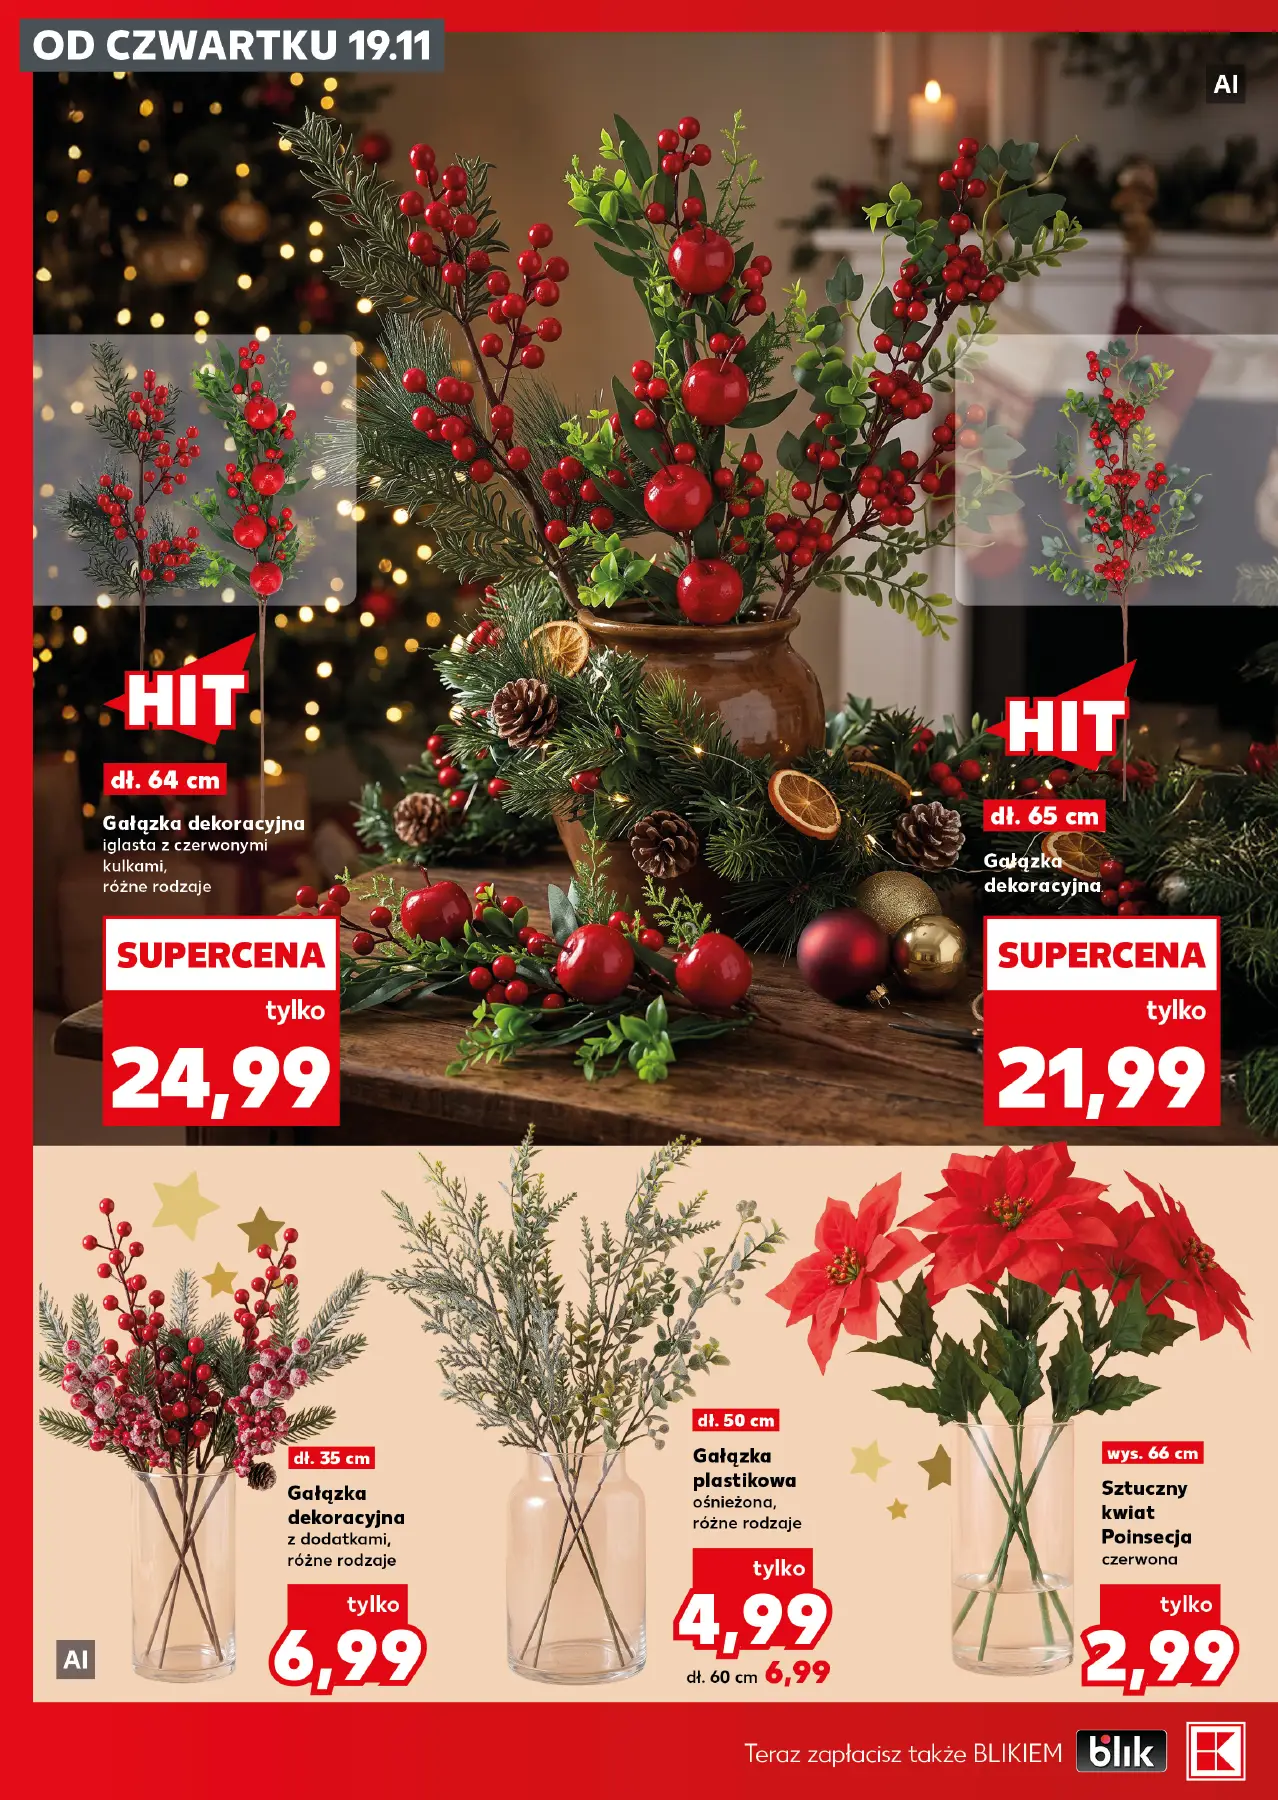 OD CZWARTKU 19.11
AI
HIT
dł. 64 cm
Gałązka dekoracyjna
iglasta z czerwonymi
kulkami,
różne rodzaje
SUPERCENA
tylko
24,99
HIT
dł. 65 cm
Gałązka
dekoracyjna
SUPERCENA
tylko
21,99
dł. 35 cm
Gałązka
dekoracyjna
z dodatkami,
różne rodzaje
tylko
6,99
AI
dł. 50 cm
Gałązka
plastikowa
ośnieżona,
różne rodzaje
tylko
4,99
dł. 60 cm 6,99
wys. 66 cm
Sztuczny
kwiat
Poinsecja
czerwona
tylko
2,99
Teraz zapłacisz także BLIKIEM
blik
K